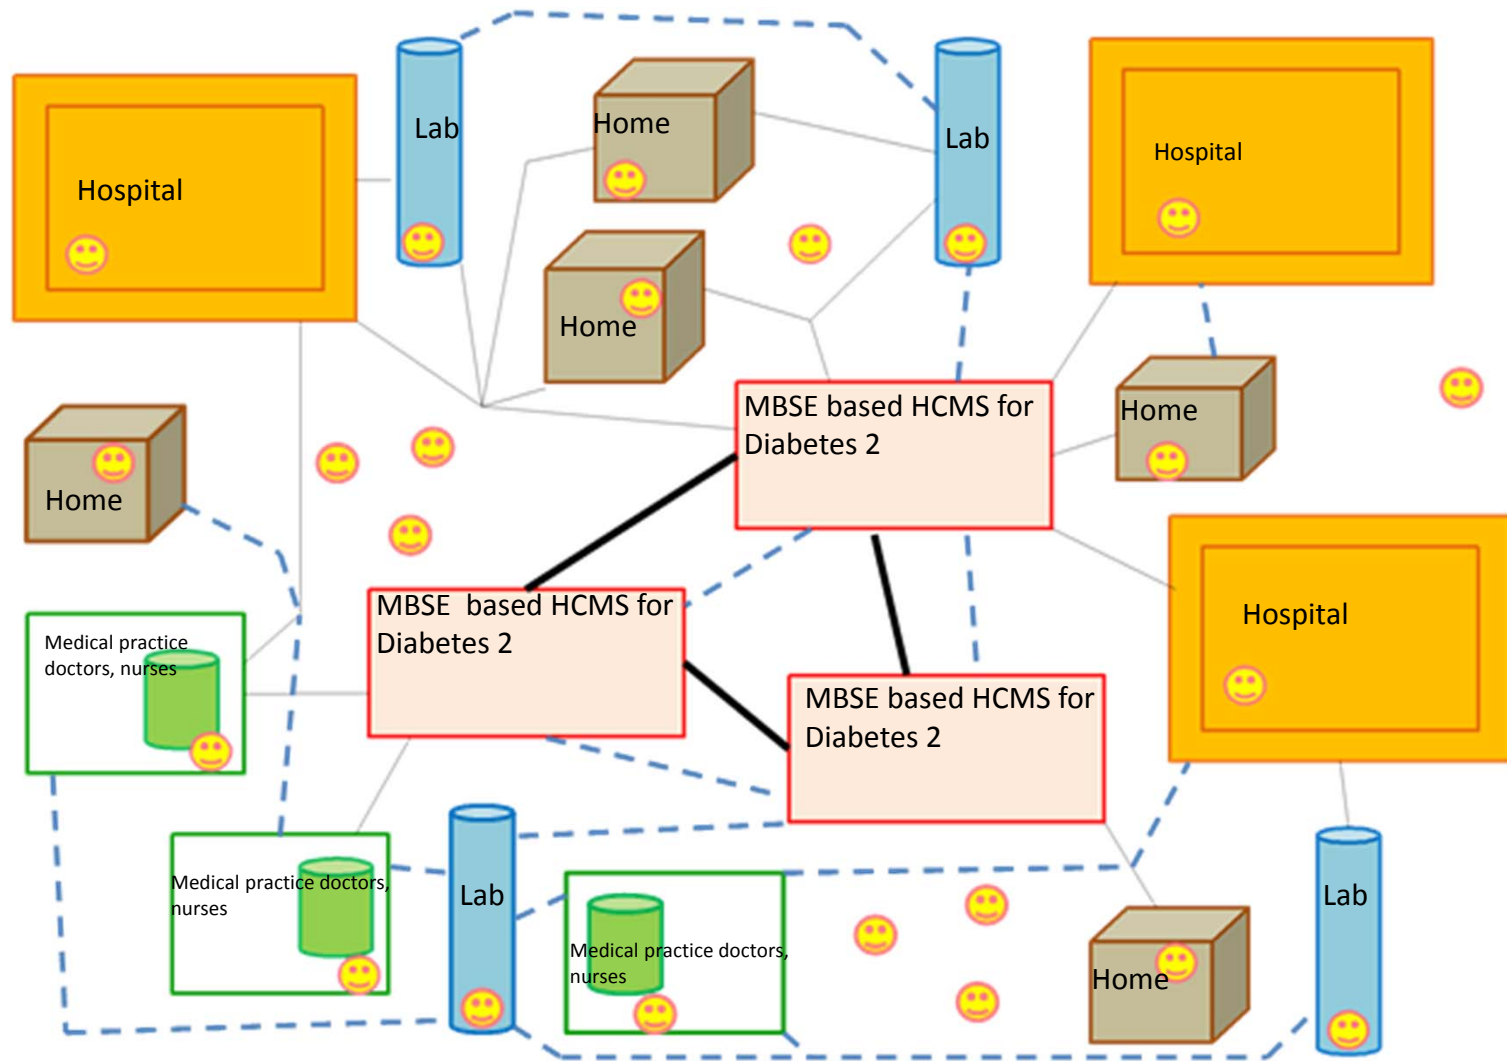 Lab
Home
Lab
Hospital
Hospital
Home
Home
MBSE based HCMS for
Diabetes 2
Home
MBSE  based HCMS for
Diabetes 2
Hospital
Medical practice
doctors, nurses
MBSE based HCMS for
Diabetes 2
Medical practice doctors,
nurses
Lab
Medical practice doctors,
nurses
Home
Lab